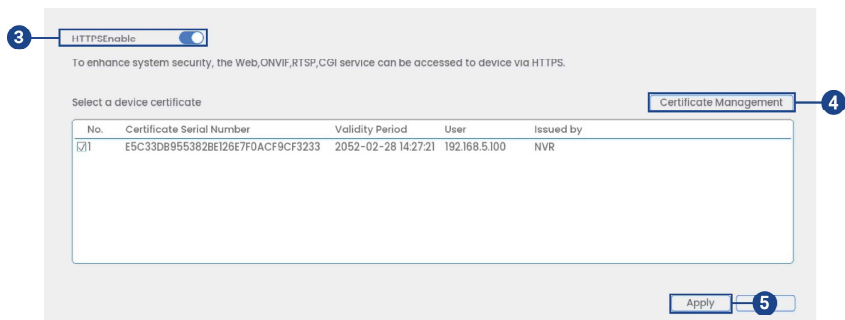 3
HTTPSEnable
To enhance system security, the Web,ONVIF,RTSP,CGI service can be accessed to device via HTTPS.
Select a device certificate
Certificate Management
4
No. Certificate Serial Number Validity Period User Issued by
1 E5C33DB955382BE126E7F0ACF9CF3233 2052-02-28 14:27:21 192.168.5.100 NVR
Apply
5